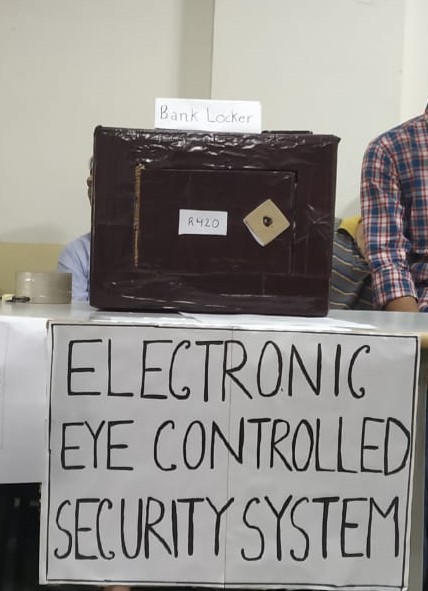 Bank Locker
R420
ELECTRONIC
EYE CONTROLLED
SECURITY SYSTEM